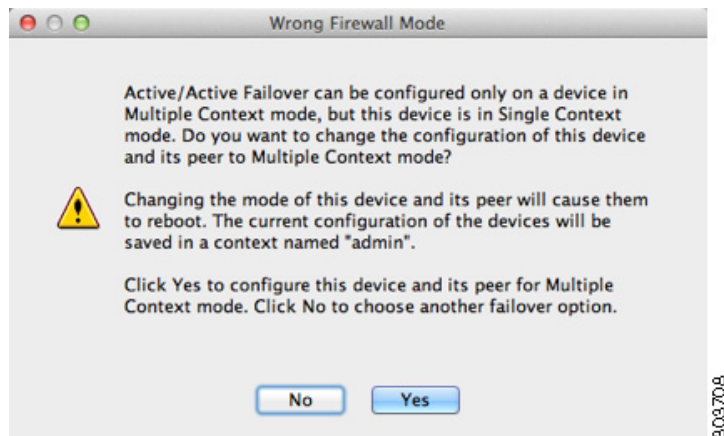 Wrong Firewall Mode
Active/Active Failover can be configured only on a device in
Multiple Context mode, but this device is in Single Context
mode. Do you want to change the configuration of this device
and its peer to Multiple Context mode?
Changing the mode of this device and its peer will cause them
to reboot. The current configuration of the devices will be
saved in a context named "admin".
Click Yes to configure this device and its peer for Multiple
Context mode. Click No to choose another failover option.
No Yes